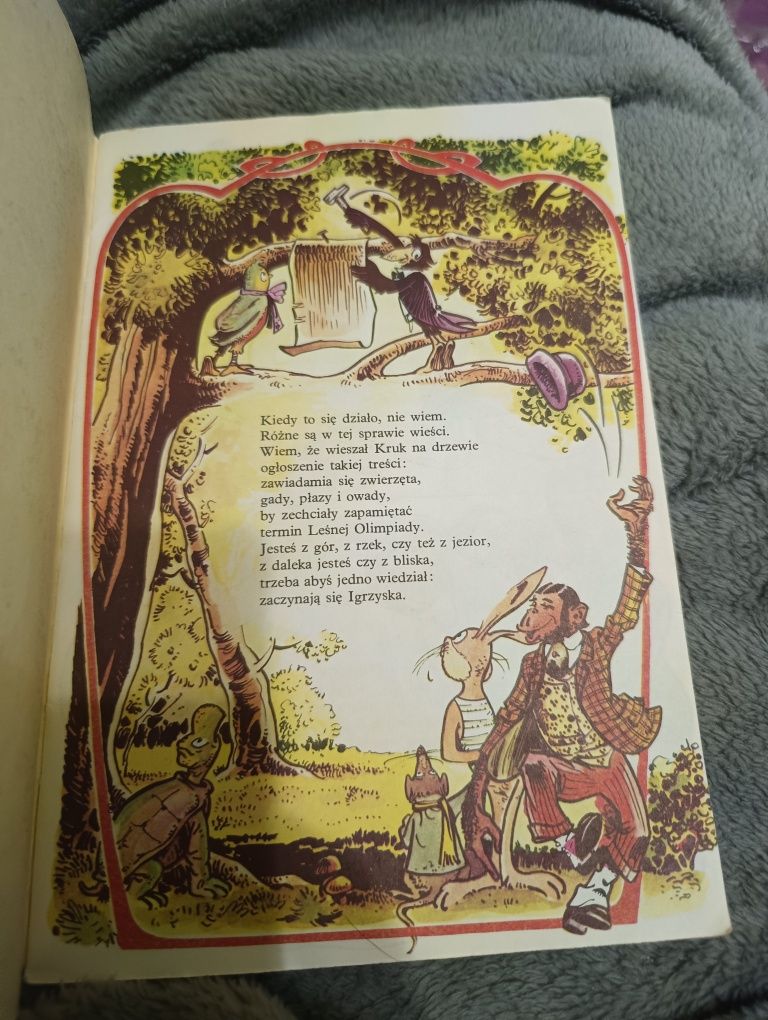 Kiedy to się działo, nie wiem.
Różne są w tej sprawie wieści.
Wiem, że wieszał Kruk na drzewie
ogłoszenie takiej treści:
zawiadamia się zwierzęta,
gady, płazy i owady,
by zechciały zapamiętać
termin Leśnej Olimpiady.
Jesteś z gór, z rzek, czy też z jezior,
z daleka jesteś czy z bliska,
trzeba abyś jedno wiedział:
zaczynają się Igrzyska.